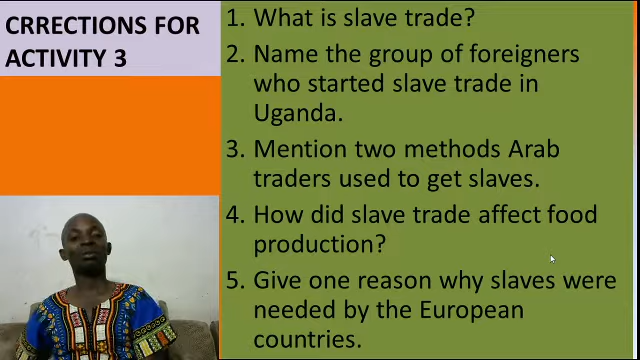 CRRECTIONS FOR
ACTIVITY 3
1. What is slave trade?
2. Name the group of foreigners
who started slave trade in
Uganda.
3. Mention two methods Arab
traders used to get slaves.
4. How did slave trade affect food
production?
5. Give one reason why slaves were
needed by the European
countries.